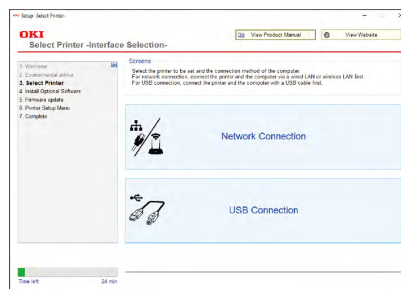 OKI Setup -Select Printer-
OKI
Select Printer -Interface Selection-
View Product Manual
View Website
1. Welcome
2. Environmental advice
3. Select Printer
4. Install Optional Software
5. Firmware update
6. Printer Setup Menu
7. Complete
Screens
Select the printer to be set and the connection method of the computer.
For network connection, connect the printer and the computer via a wired LAN or wireless LAN first.
For USB connection, connect the printer and the computer with a USB cable first.
Network Connection
USB Connection
Time left
24 min